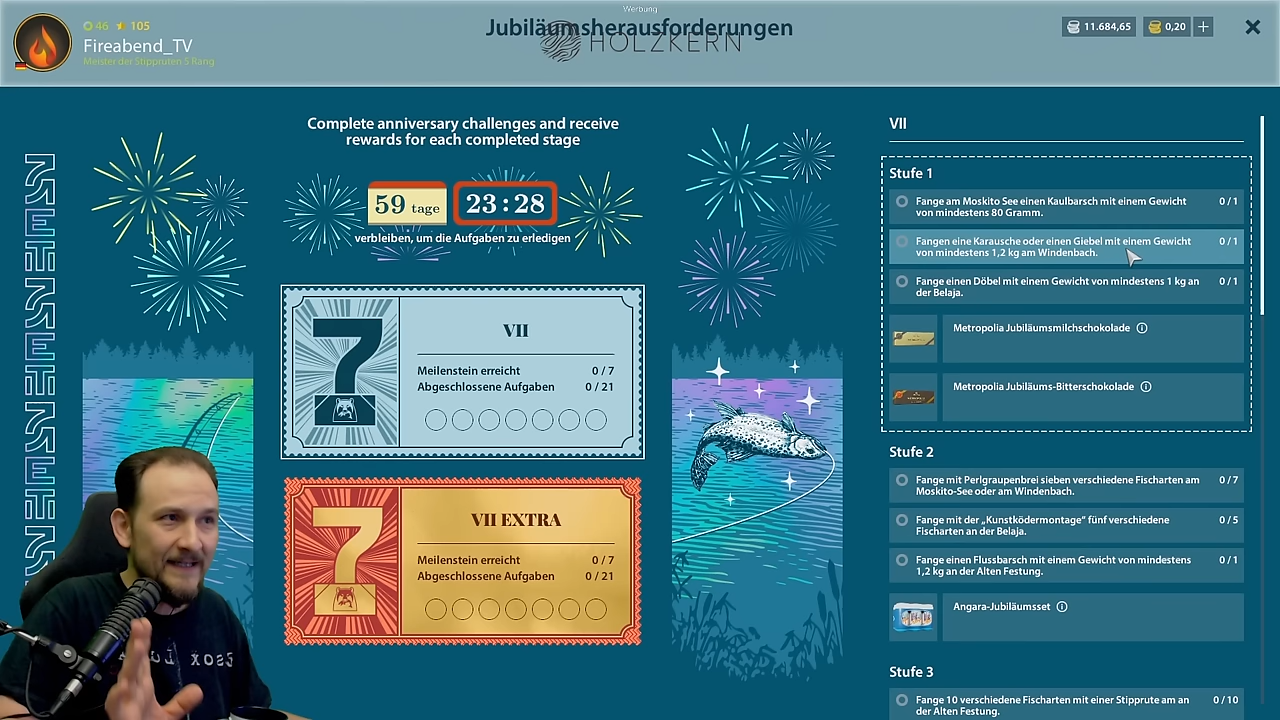 Werbung
Jubiläumsherausforderungen
HOLZKERN
46 105
Fireabend_TV
Meister der Stippruten 5 Rang
11.684,65
0,20
Complete anniversary challenges and receive
rewards for each completed stage
59 tage
23:28
verbleiben, um die Aufgaben zu erledigen
7
VII
Meilenstein erreicht 0 / 7
Abgeschlossene Aufgaben 0 / 21
7
VII EXTRA
Meilenstein erreicht 0 / 7
Abgeschlossene Aufgaben 0 / 21
VII
Stufe 1
Fange am Moskito See einen Kaulbarsch mit einem Gewicht 0 / 1
von mindestens 80 Gramm.
Fangen eine Karausche oder einen Giebel mit einem Gewicht 0 / 1
von mindestens 1,2 kg am Windenbach.
Fange einen Döbel mit einem Gewicht von mindestens 1 kg an 0 / 1
der Belaja.
Metropolia Jubiläumsmilchschokolade
Metropolia Jubiläums-Bitterschokolade
Stufe 2
Fange mit Perlgraupenbrei sieben verschiedene Fischarten am 0 / 7
Moskito-See oder am Windenbach.
Fange mit der „Kunstködermontage" fünf verschiedene 0 / 5
Fischarten an der Belaja.
Fange einen Flussbarsch mit einem Gewicht von mindestens 0 / 1
1,2 kg an der Alten Festung.
Angara-Jubiläumsset
Stufe 3
Fange 10 verschiedene Fischarten mit einer Stipprute am an 0 / 10
der Alten Festung.